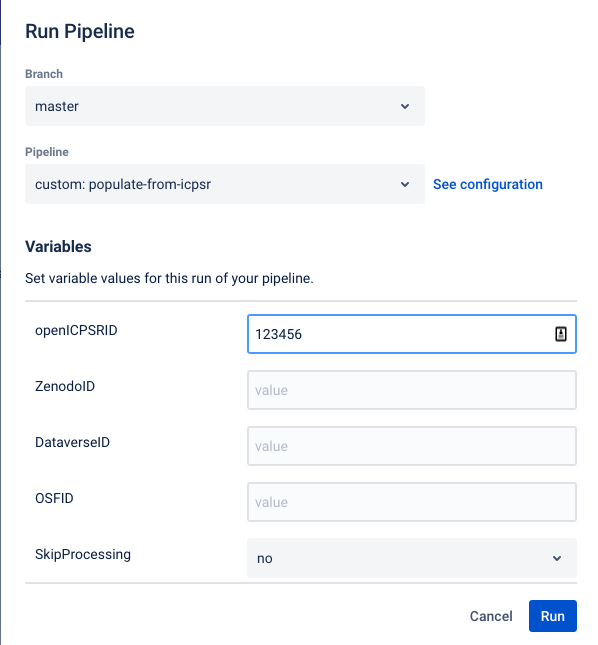 Run Pipeline
Branch
master
Pipeline
custom: populate-from-icpsr
See configuration
Variables
Set variable values for this run of your pipeline.
openICPSRID
123456
ZenodoID
value
DataverseID
value
OSFID
value
SkipProcessing
no
Cancel
Run